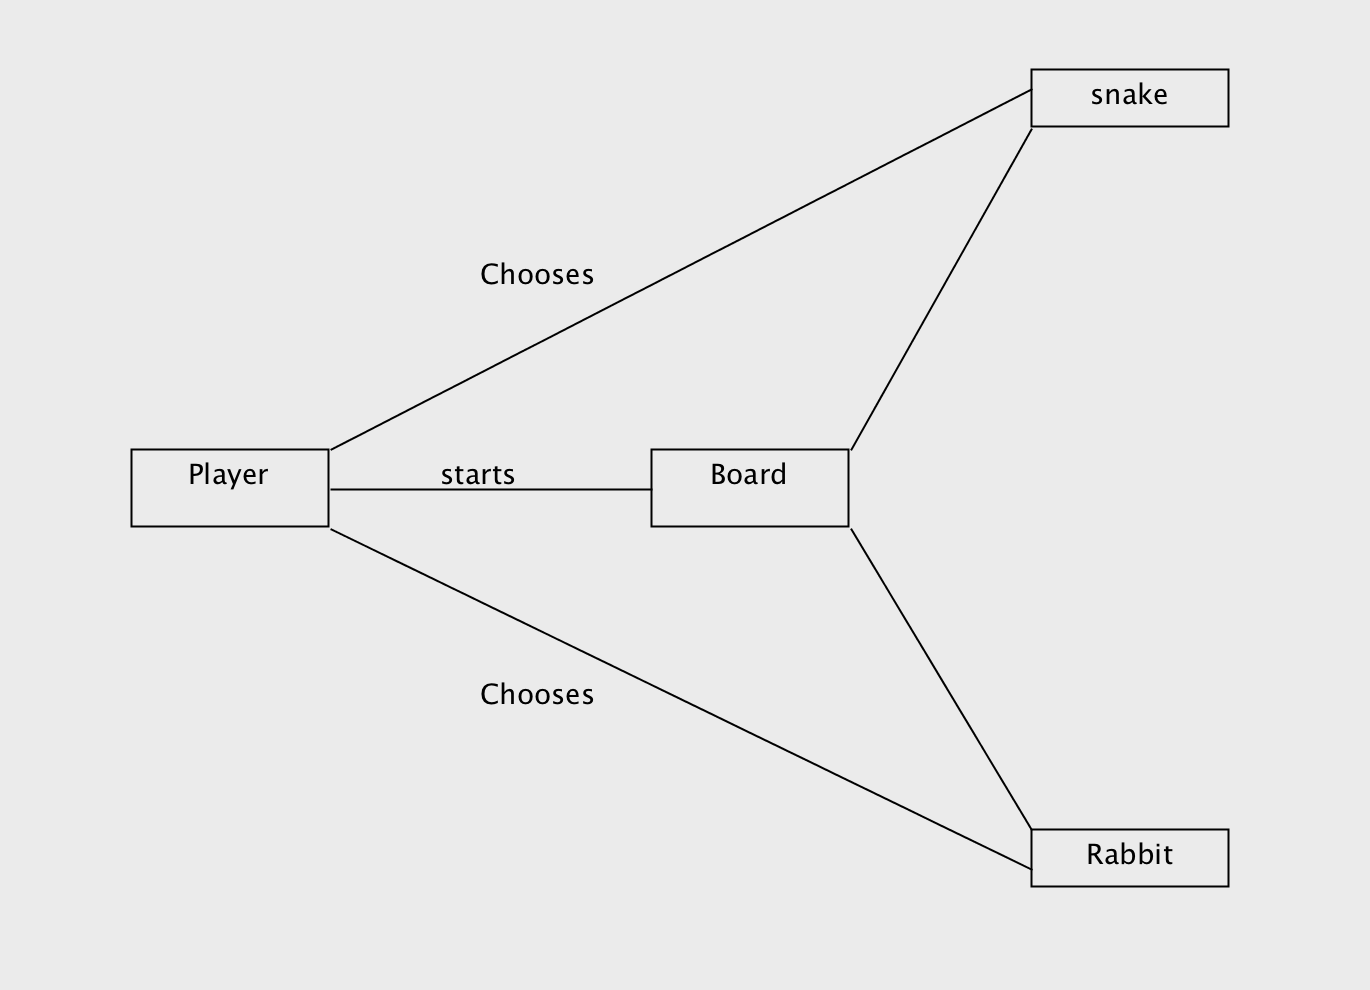 snake
Chooses
Player
starts
Board
Chooses
Rabbit